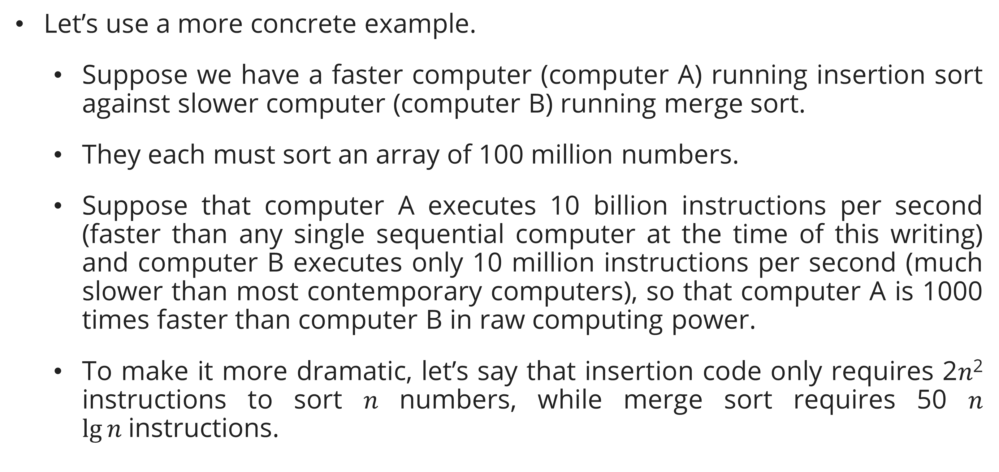 • Let’s use a more concrete example.
• Suppose we have a faster computer (computer A) running insertion sort
against slower computer (computer B) running merge sort.
• They each must sort an array of 100 million numbers.
• Suppose that computer A executes 10 billion instructions per second
(faster than any single sequential computer at the time of this writing)
and computer B executes only 10 million instructions per second (much
slower than most contemporary computers), so that computer A is 1000
times faster than computer B in raw computing power.
• To make it more dramatic, let’s say that insertion code only requires 2n²
instructions to sort n numbers, while merge sort requires 50 n
lg n instructions.